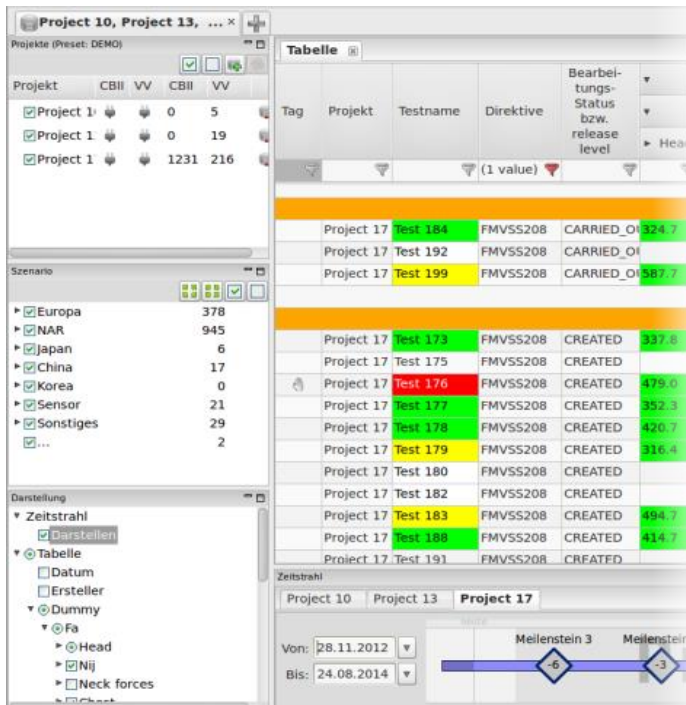 Project 10, Project 13, ... ×
Projekte (Preset: DEMO)
Projekt CBII VV CBII VV
Project 1 0 5
Project 1 0 19
Project 1 1231 216
Szenario
Europa 378
NAR 945
Japan 6
China 17
Korea 0
Sensor 21
Sonstiges 29
... 2
Darstellung
Zeitstrahl
Darstellen
Tabelle
Datum
Ersteller
Dummy
Fa
Head
Nij
Neck forces
Chest
Tabelle
Tag Projekt Testname Direktive Bearbei-
tungs-
Status
bzw.
release
level
Hea
(1 value)
Project 17 Test 184 FMVSS208 CARRIED_OU 324.7
Project 17 Test 192 FMVSS208 CARRIED_OU
Project 17 Test 199 FMVSS208 CARRIED_OU 587.7
Project 17 Test 173 FMVSS208 CREATED 337.8
Project 17 Test 175 FMVSS208 CREATED
Project 17 Test 176 FMVSS208 CREATED 479.0
Project 17 Test 177 FMVSS208 CREATED 352.3
Project 17 Test 178 FMVSS208 CREATED 420.7
Project 17 Test 179 FMVSS208 CREATED 316.4
Project 17 Test 180 FMVSS208 CREATED
Project 17 Test 182 FMVSS208 CREATED
Project 17 Test 183 FMVSS208 CREATED 494.7
Project 17 Test 188 FMVSS208 CREATED 414.7
Project 17 Test 191 FMVSS208 CREATED
Zeitstrahl
Project 10 Project 13 Project 17
Von: 28.11.2012
Bis: 24.08.2014
Meilenstein 3 Meilenstein
-6 -3